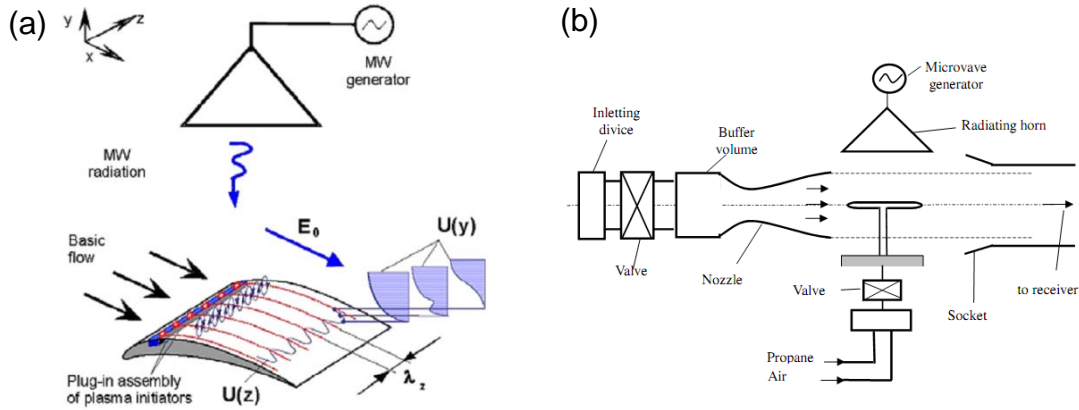 (a)
y
z
x
MW
generator
MW
radiation
E₀
U(y)
Basic
flow
Plug-in assembly
of plasma initiators
U(z)
λ_z
(b)
Microvave
generator
Radiating horn
Inletting
divice
Buffer
volume
Valve
Nozzle
Valve
Socket
to receiver
Propane
Air